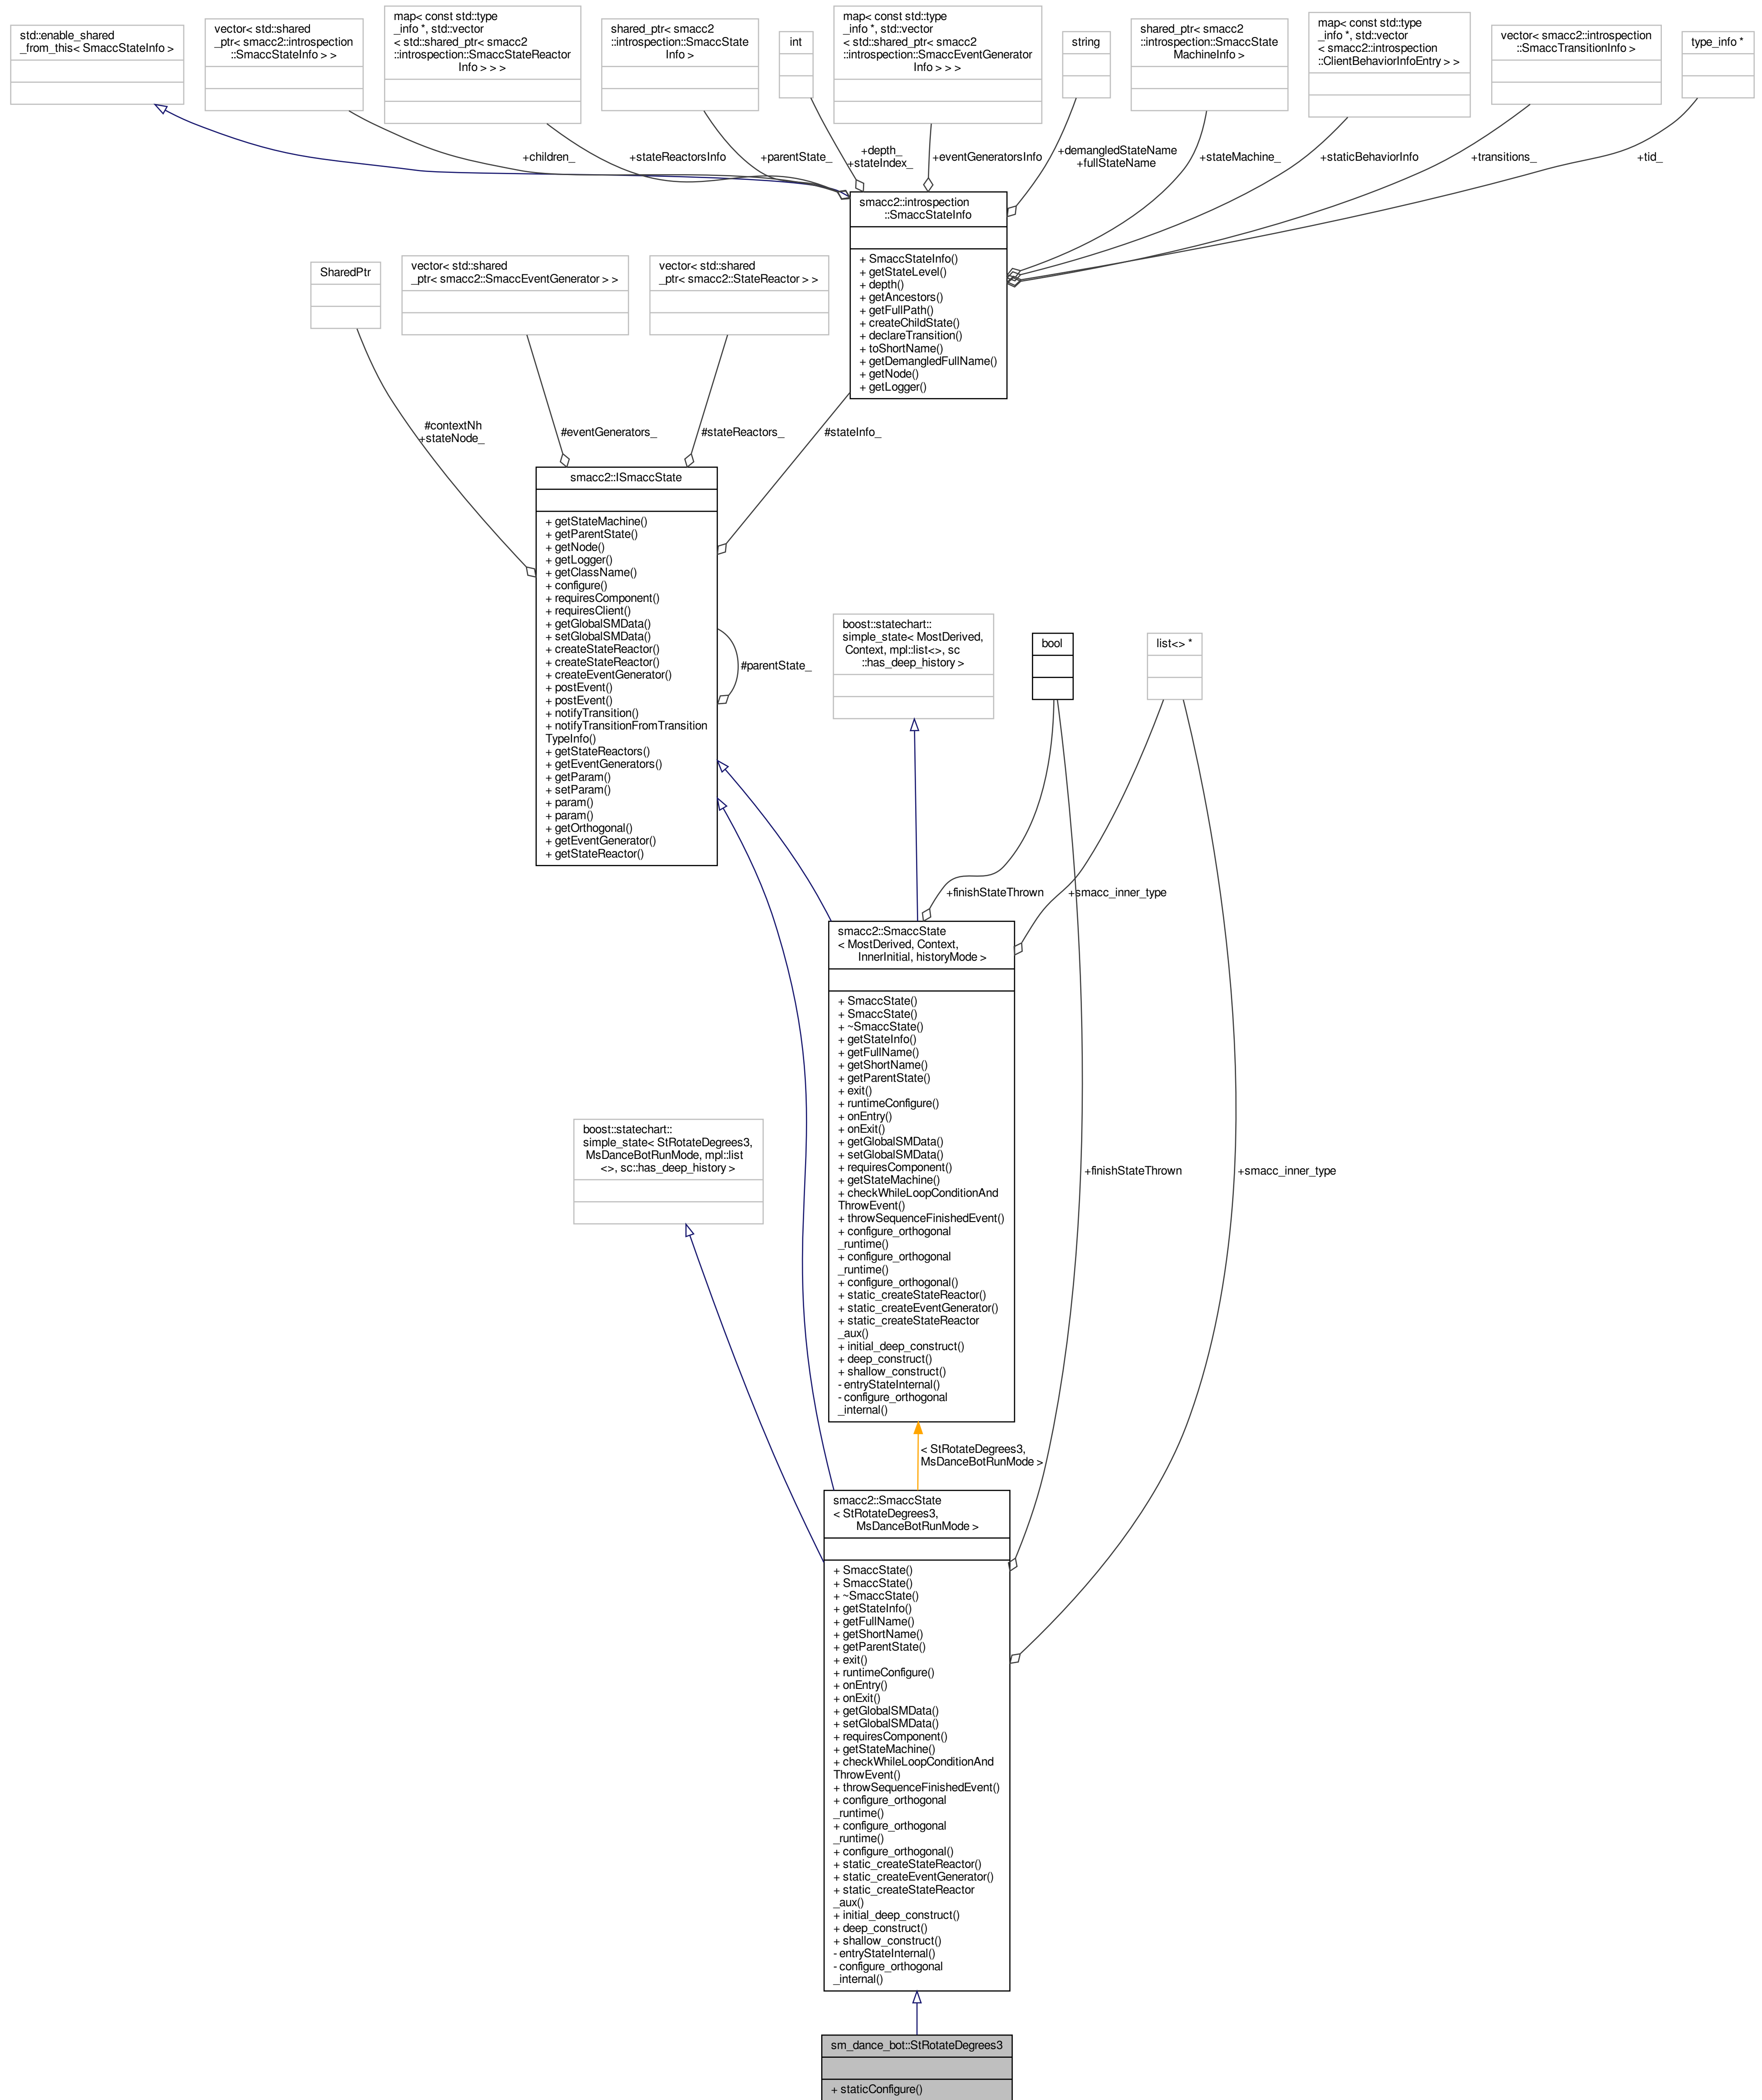 std::enable_shared
_from_this< SmaccStateInfo >
vector< std::shared
_ptr< smacc2::introspection
::SmaccStateInfo > >
map< const std::type
_info *, std::vector
< std::shared_ptr< smacc2
::introspection::SmaccStateReactor
Info > > >
shared_ptr< smacc2
::introspection::SmaccState
Info >
int
map< const std::type
_info *, std::vector
< std::shared_ptr< smacc2
::introspection::SmaccEventGenerator
Info > > >
string
shared_ptr< smacc2
::introspection::SmaccState
MachineInfo >
map< const std::type
_info *, std::vector
< smacc2::introspection
::ClientBehaviorInfoEntry > >
vector< smacc2::introspection
::SmaccTransitionInfo >
type_info *
+children_
+stateReactorsInfo
+parentState_
+depth_
+stateIndex_
+eventGeneratorsInfo
+demangledStateName
+fullStateName
+stateMachine_
+staticBehaviorInfo
+transitions_
+tid_
smacc2::introspection
::SmaccStateInfo
+ SmaccStateInfo()
+ getStateLevel()
+ depth()
+ getAncestors()
+ getFullPath()
+ createChildState()
+ declareTransition()
+ toShortName()
+ getDemangledFullName()
+ getNode()
+ getLogger()
SharedPtr
vector< std::shared
_ptr< smacc2::SmaccEventGenerator > >
vector< std::shared
_ptr< smacc2::StateReactor > >
#contextNh
+stateNode_
#eventGenerators_
#stateReactors_
#stateInfo_
smacc2::ISmaccState
+ getStateMachine()
+ getParentState()
+ getNode()
+ getLogger()
+ getClassName()
+ configure()
+ requiresComponent()
+ requiresClient()
+ getGlobalSMData()
+ setGlobalSMData()
+ createStateReactor()
+ createStateReactor()
+ createEventGenerator()
+ postEvent()
+ postEvent()
+ notifyTransition()
+ notifyTransitionFromTransition
TypeInfo()
+ getStateReactors()
+ getEventGenerators()
+ getParam()
+ setParam()
+ param()
+ param()
+ getOrthogonal()
+ getEventGenerator()
+ getStateReactor()
#parentState_
boost::statechart::
simple_state< MostDerived,
Context, mpl::list<>, sc
::has_deep_history >
bool
list<> *
+finishStateThrown
+smacc_inner_type
smacc2::SmaccState
< MostDerived, Context,
InnerInitial, historyMode >
+ SmaccState()
+ SmaccState()
+ ~SmaccState()
+ getStateInfo()
+ getFullName()
+ getShortName()
+ getParentState()
+ exit()
+ runtimeConfigure()
+ onEntry()
+ onExit()
+ getGlobalSMData()
+ setGlobalSMData()
+ requiresComponent()
+ getStateMachine()
+ checkWhileLoopConditionAnd
ThrowEvent()
+ throwSequenceFinishedEvent()
+ configure_orthogonal
_runtime()
+ configure_orthogonal
_runtime()
+ configure_orthogonal()
+ static_createStateReactor()
+ static_createEventGenerator()
+ static_createStateReactor
_aux()
+ initial_deep_construct()
+ deep_construct()
+ shallow_construct()
- entryStateInternal()
- configure_orthogonal
_internal()
boost::statechart::
simple_state< StRotateDegrees3,
MsDanceBotRunMode, mpl::list
<>, sc::has_deep_history >
+finishStateThrown
+smacc_inner_type
< StRotateDegrees3,
MsDanceBotRunMode >
smacc2::SmaccState
< StRotateDegrees3,
MsDanceBotRunMode >
+ SmaccState()
+ SmaccState()
+ ~SmaccState()
+ getStateInfo()
+ getFullName()
+ getShortName()
+ getParentState()
+ exit()
+ runtimeConfigure()
+ onEntry()
+ onExit()
+ getGlobalSMData()
+ setGlobalSMData()
+ requiresComponent()
+ getStateMachine()
+ checkWhileLoopConditionAnd
ThrowEvent()
+ throwSequenceFinishedEvent()
+ configure_orthogonal
_runtime()
+ configure_orthogonal
_runtime()
+ configure_orthogonal()
+ static_createStateReactor()
+ static_createEventGenerator()
+ static_createStateReactor
_aux()
+ initial_deep_construct()
+ deep_construct()
+ shallow_construct()
- entryStateInternal()
- configure_orthogonal
_internal()
sm_dance_bot::StRotateDegrees3
+ staticConfigure()